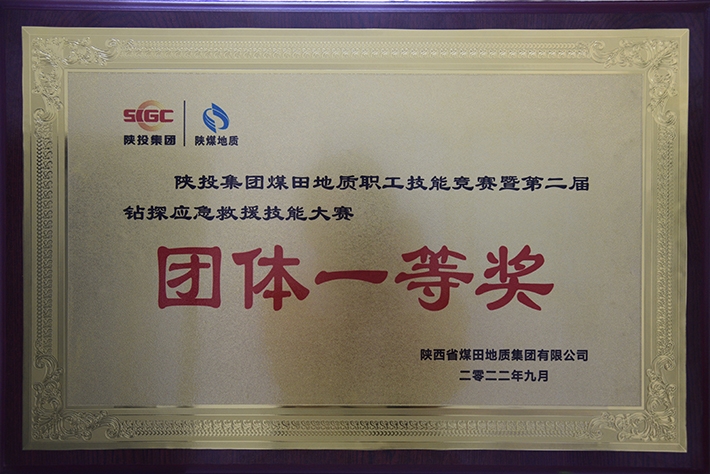 SIGC
陕投集团
陕煤地质
陕投集团煤田地质职工技能竞赛暨第二届
钻探应急救援技能大赛
团体一等奖
陕西省煤田地质集团有限公司
二零二二年九月